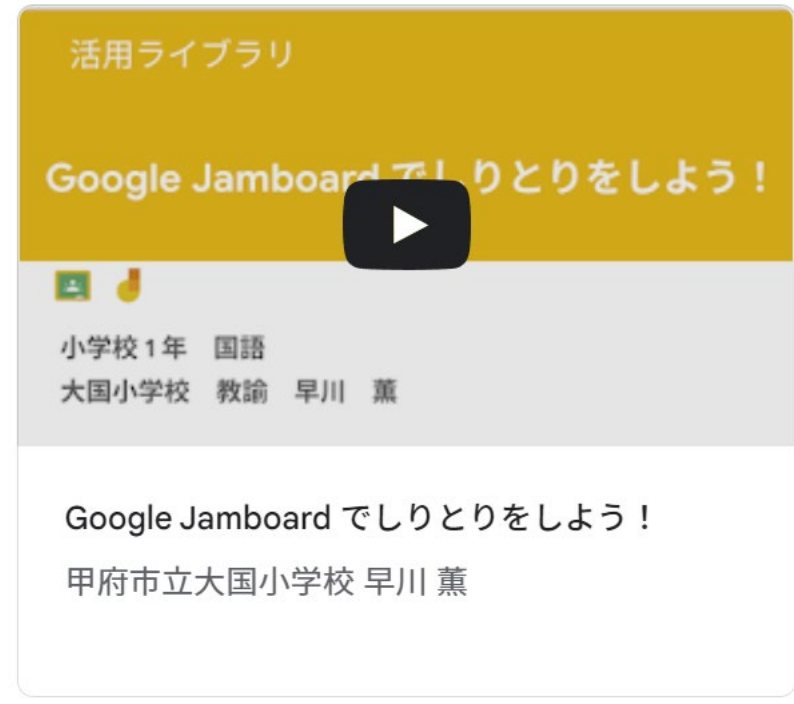 活用ライブラリ
Google Jamboard でしりとりをしよう！
小学校1年　国語
大国小学校　教諭　早川　薫
Google Jamboard でしりとりをしよう！
甲府市立大国小学校 早川 薫